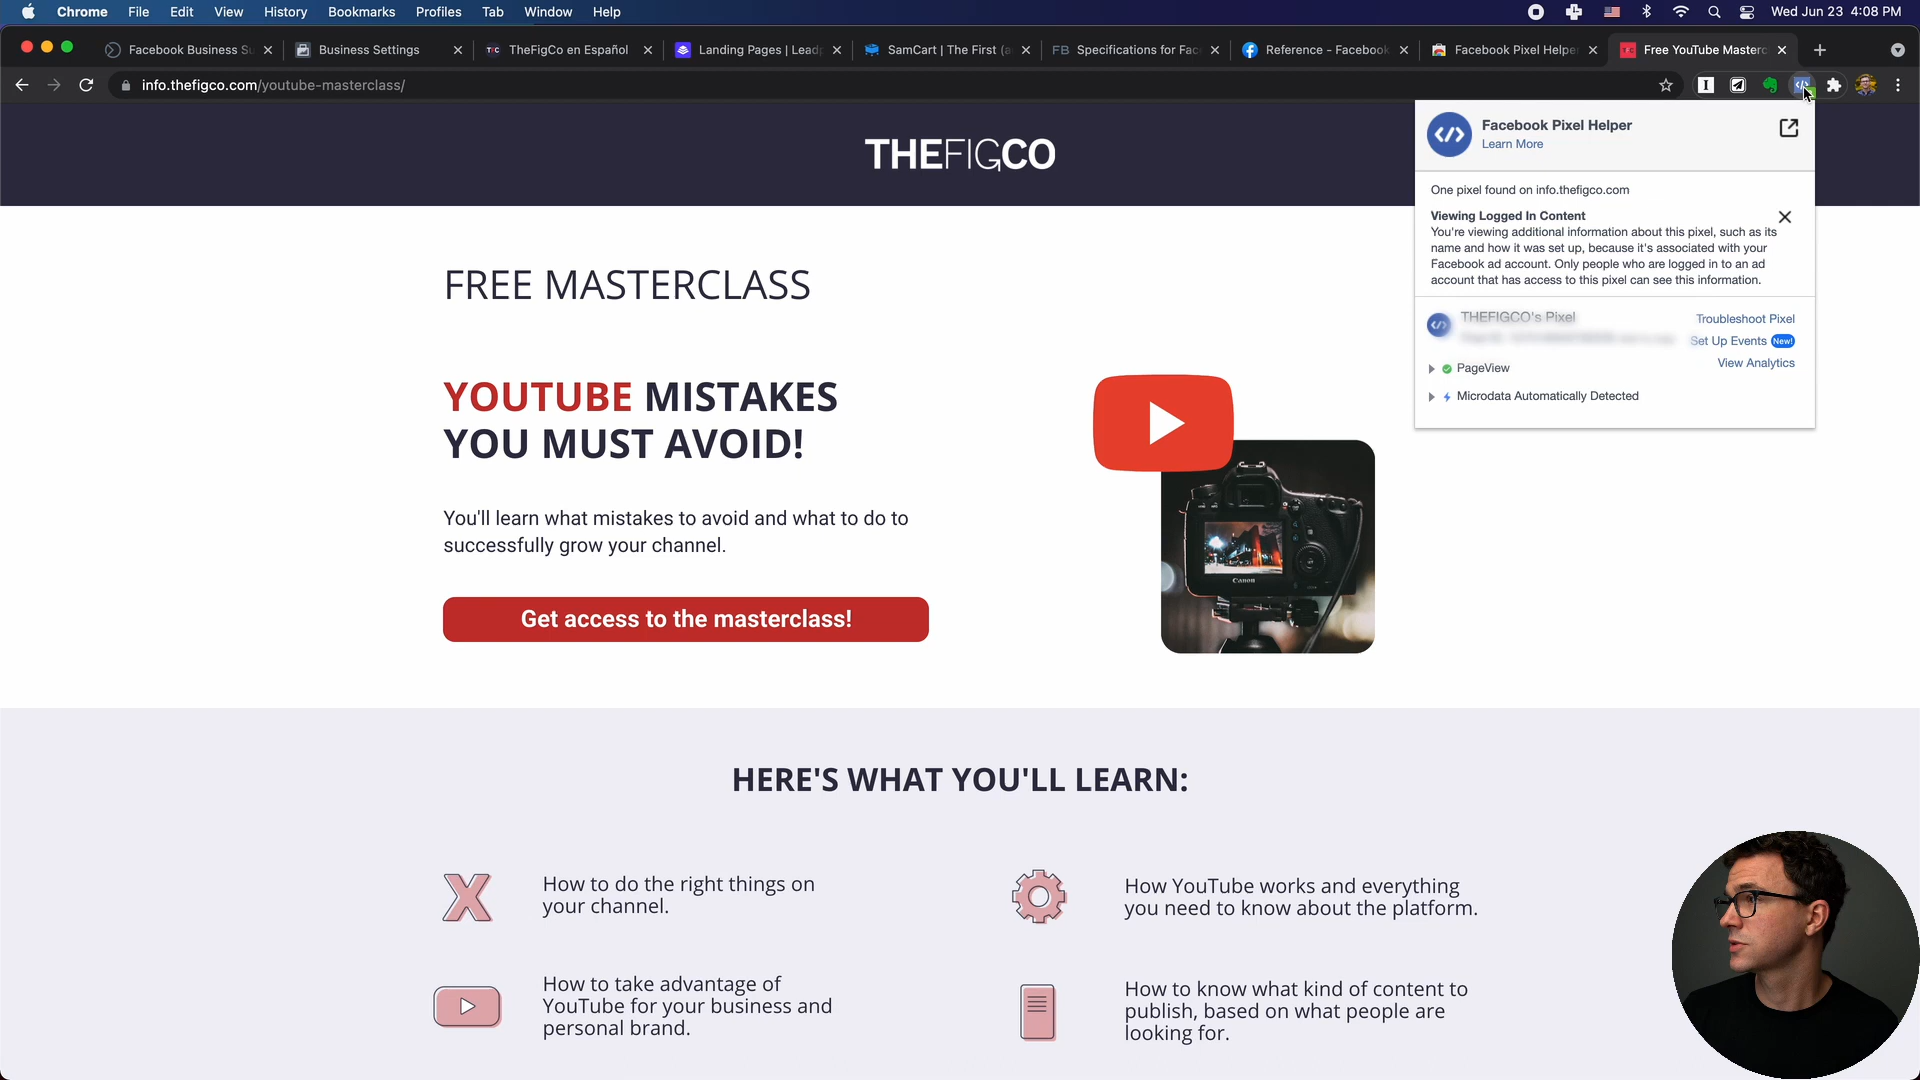 Chrome File Edit View History Bookmarks Profiles Tab Window Help Wed Jun 23 4:08 PM
Facebook Business Su Business Settings TheFigCo en Español Landing Pages | Leadp SamCart | The First (a Specifications for Fac Reference - Facebook Facebook Pixel Helper Free YouTube Masterc
info.thefigco.com/youtube-masterclass/
THEFIGCO
Facebook Pixel Helper
Learn More
One pixel found on info.thefigco.com
Viewing Logged In Content
You're viewing additional information about this pixel, such as its
name and how it was set up, because it's associated with your
Facebook ad account. Only people who are logged in to an ad
account that has access to this pixel can see this information.
THEFIGCO's Pixel
Troubleshoot Pixel
Set Up Events New!
View Analytics
PageView
Microdata Automatically Detected
FREE MASTERCLASS
YOUTUBE MISTAKES
YOU MUST AVOID!
You'll learn what mistakes to avoid and what to do to
successfully grow your channel.
Get access to the masterclass!
Canon
HERE'S WHAT YOU'LL LEARN:
How to do the right things on
your channel.
How YouTube works and everything
you need to know about the platform.
How to take advantage of
YouTube for your business and
personal brand.
How to know what kind of content to
publish, based on what people are
looking for.